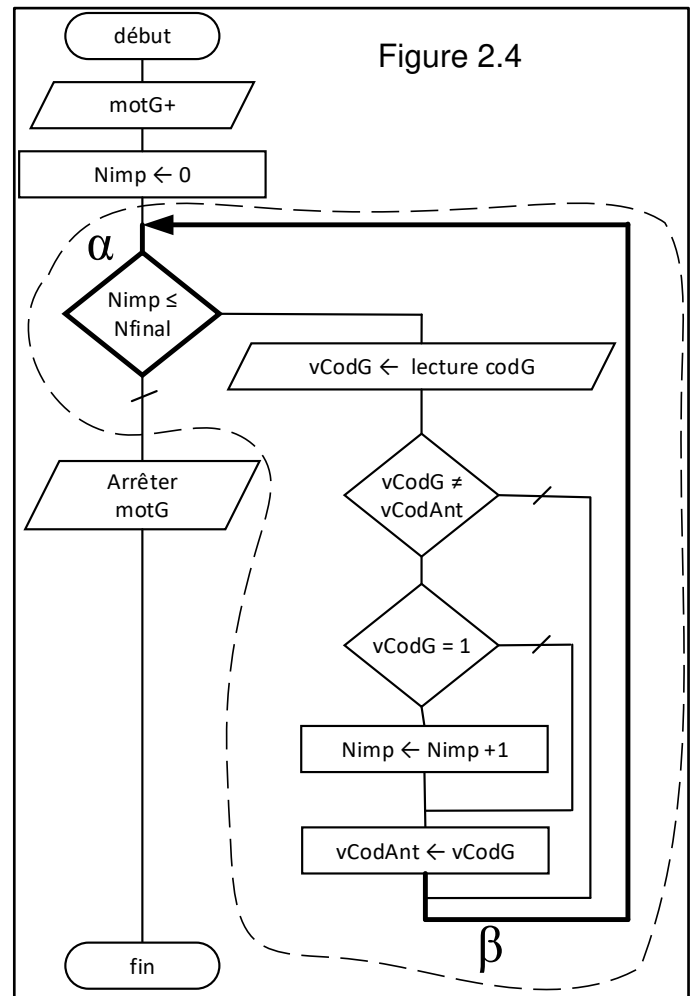 début
Figure 2.4
motG+
Nimp ← 0
α
Nimp ≤
Nfinal
vCodG ← lecture codG
Arrêter
motG
vCodG ≠
vCodAnt
vCodG = 1
Nimp ← Nimp +1
vCodAnt ← vCodG
β
fin